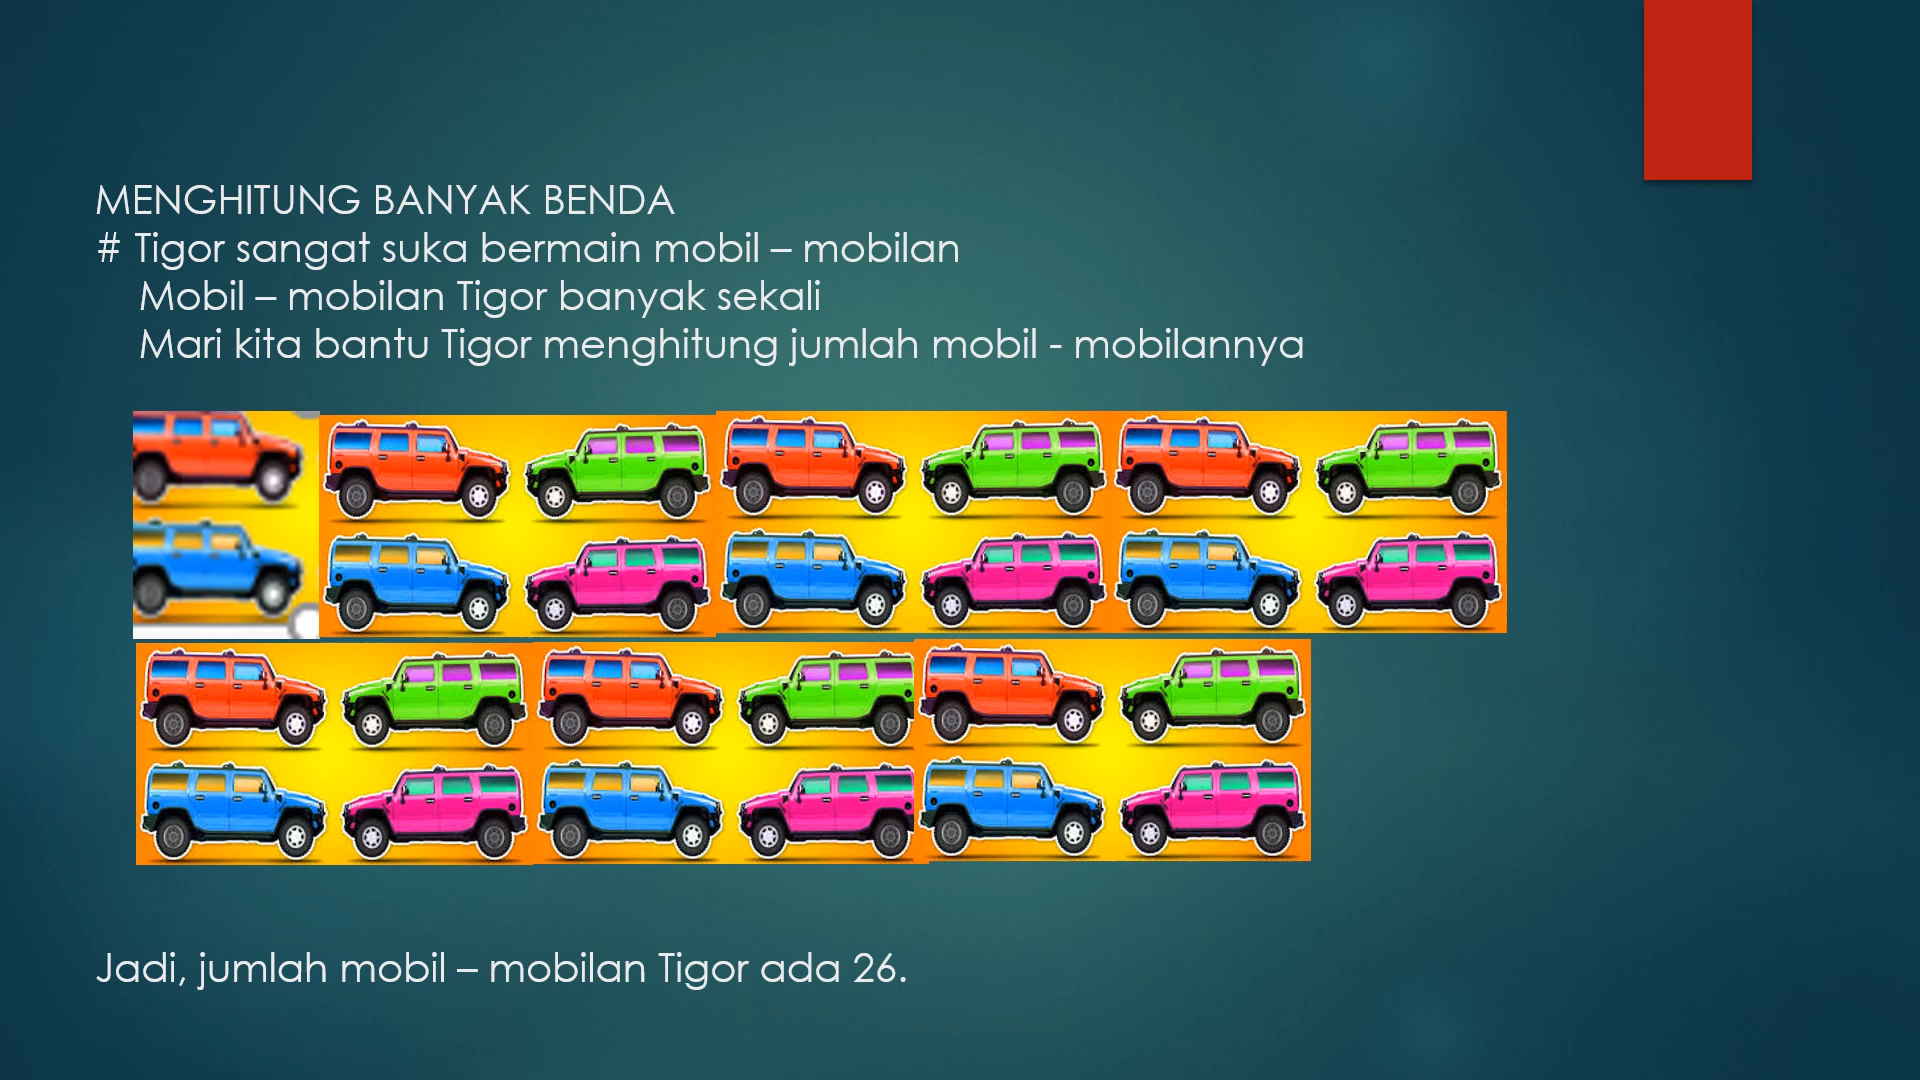 MENGHITUNG BANYAK BENDA
# Tigor sangat suka bermain mobil – mobilan
Mobil – mobilan Tigor banyak sekali
Mari kita bantu Tigor menghitung jumlah mobil - mobilannya
Jadi, jumlah mobil – mobilan Tigor ada 26.